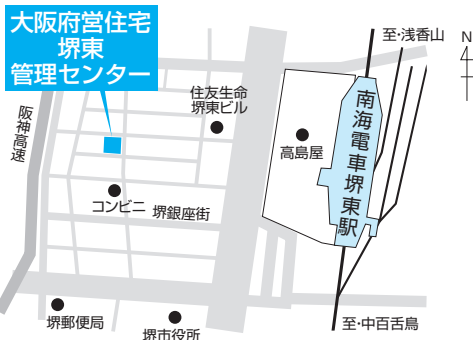 大阪府営住宅
堺東
管理センター
至・浅香山
N
阪神高速
住友生命
堺東ビル
高島屋
南海電車堺東駅
コンビニ
堺銀座街
堺郵便局
堺市役所
至・中百舌鳥